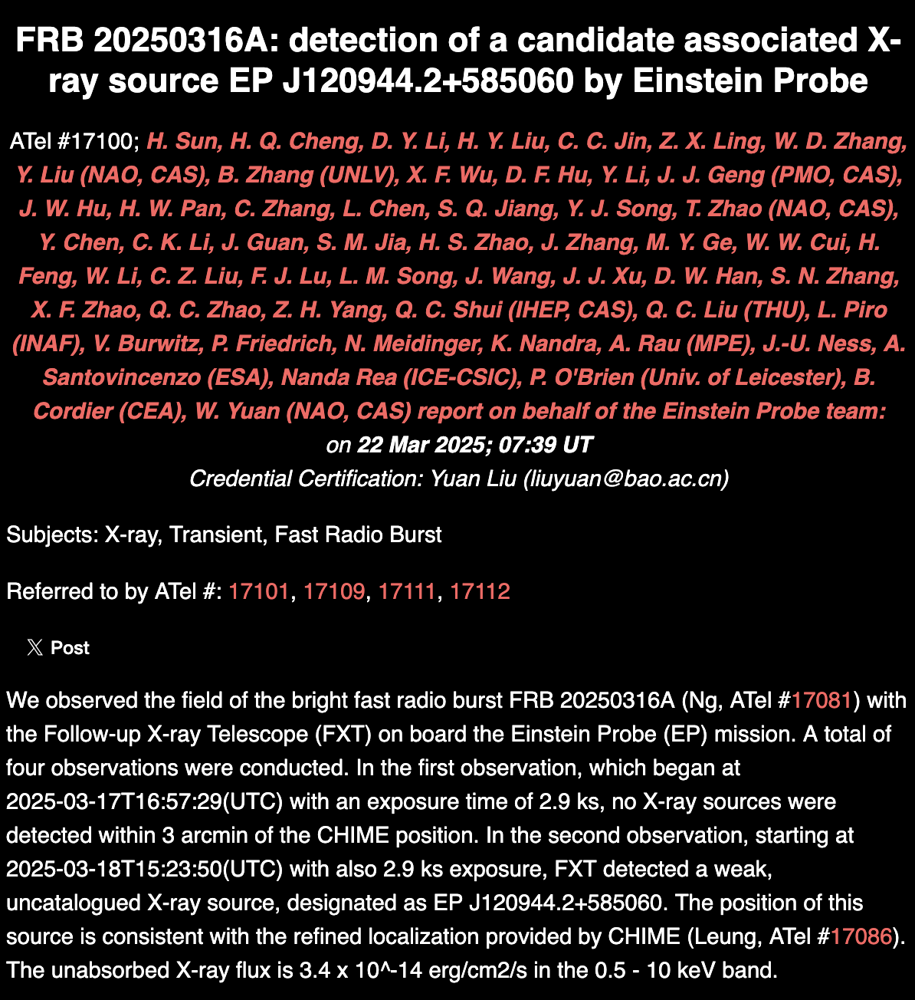 FRB 20250316A: detection of a candidate associated X-
ray source EP J120944.2+585060 by Einstein Probe
ATel #17100; H. Sun, H. Q. Cheng, D. Y. Li, H. Y. Liu, C. C. Jin, Z. X. Ling, W. D. Zhang,
Y. Liu (NAO, CAS), B. Zhang (UNLV), X. F. Wu, D. F. Hu, Y. Li, J. J. Geng (PMO, CAS),
J. W. Hu, H. W. Pan, C. Zhang, L. Chen, S. Q. Jiang, Y. J. Song, T. Zhao (NAO, CAS),
Y. Chen, C. K. Li, J. Guan, S. M. Jia, H. S. Zhao, J. Zhang, M. Y. Ge, W. W. Cui, H.
Feng, W. Li, C. Z. Liu, F. J. Lu, L. M. Song, J. Wang, J. J. Xu, D. W. Han, S. N. Zhang,
X. F. Zhao, Q. C. Zhao, Z. H. Yang, Q. C. Shui (IHEP, CAS), Q. C. Liu (THU), L. Piro
(INAF), V. Burwitz, P. Friedrich, N. Meidinger, K. Nandra, A. Rau (MPE), J.-U. Ness, A.
Santovincenzo (ESA), Nanda Rea (ICE-CSIC), P. O'Brien (Univ. of Leicester), B.
Cordier (CEA), W. Yuan (NAO, CAS) report on behalf of the Einstein Probe team:
on 22 Mar 2025; 07:39 UT
Credential Certification: Yuan Liu (liuyuan@bao.ac.cn)
Subjects: X-ray, Transient, Fast Radio Burst
Referred to by ATel #: 17101, 17109, 17111, 17112
X Post
We observed the field of the bright fast radio burst FRB 20250316A (Ng, ATel #17081) with
the Follow-up X-ray Telescope (FXT) on board the Einstein Probe (EP) mission. A total of
four observations were conducted. In the first observation, which began at
2025-03-17T16:57:29(UTC) with an exposure time of 2.9 ks, no X-ray sources were
detected within 3 arcmin of the CHIME position. In the second observation, starting at
2025-03-18T15:23:50(UTC) with also 2.9 ks exposure, FXT detected a weak,
uncatalogued X-ray source, designated as EP J120944.2+585060. The position of this
source is consistent with the refined localization provided by CHIME (Leung, ATel #17086).
The unabsorbed X-ray flux is 3.4 x 10^-14 erg/cm2/s in the 0.5 - 10 keV band.